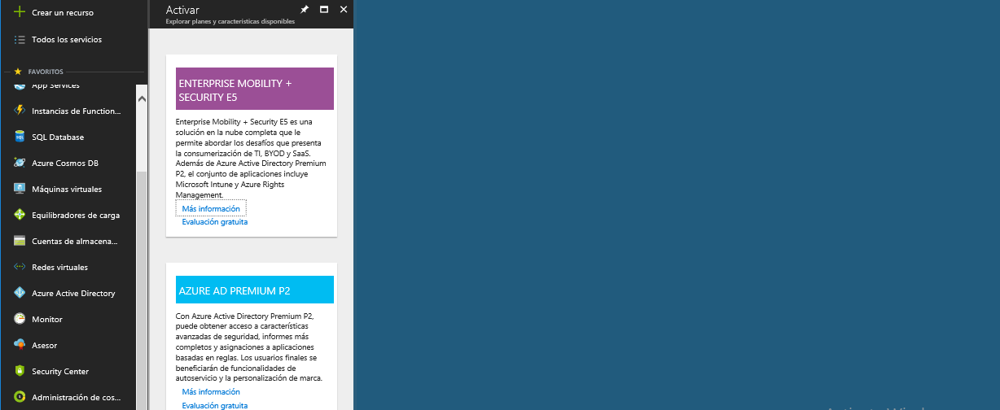 Crear un recurso
Todos los servicios
FAVORITOS
App Services
Instancias de Function...
SQL Database
Azure Cosmos DB
Máquinas virtuales
Equilibradores de carga
Cuentas de almacena...
Redes virtuales
Azure Active Directory
Monitor
Asesor
Security Center
Administración de cos...
Activar
Explorar planes y características disponibles
ENTERPRISE MOBILITY +
SECURITY E5
Enterprise Mobility + Security E5 es una
solución en la nube completa que le
permite abordar los desafíos que presenta
la consumerización de TI, BYOD y SaaS.
Además de Azure Active Directory Premium
P2, el conjunto de aplicaciones incluye
Microsoft Intune y Azure Rights
Management.
Más información
Evaluación gratuita
AZURE AD PREMIUM P2
Con Azure Active Directory Premium P2,
puede obtener acceso a características
avanzadas de seguridad, informes más
completos y asignaciones a aplicaciones
basadas en reglas. Los usuarios finales se
beneficiarán de funcionalidades de
autoservicio y la personalización de marca.
Más información
Evaluación gratuita